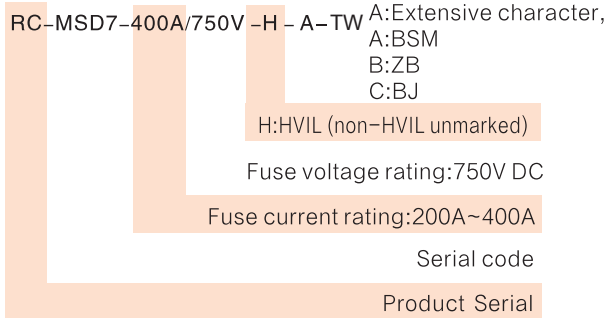 RC-MSD7-400A/750V-H-A-TW
A:Extensive character,
A:BSM
B:ZB
C:BJ
H:HVIL (non-HVIL unmarked)
Fuse voltage rating:750V DC
Fuse current rating:200A~400A
Serial code
Product Serial